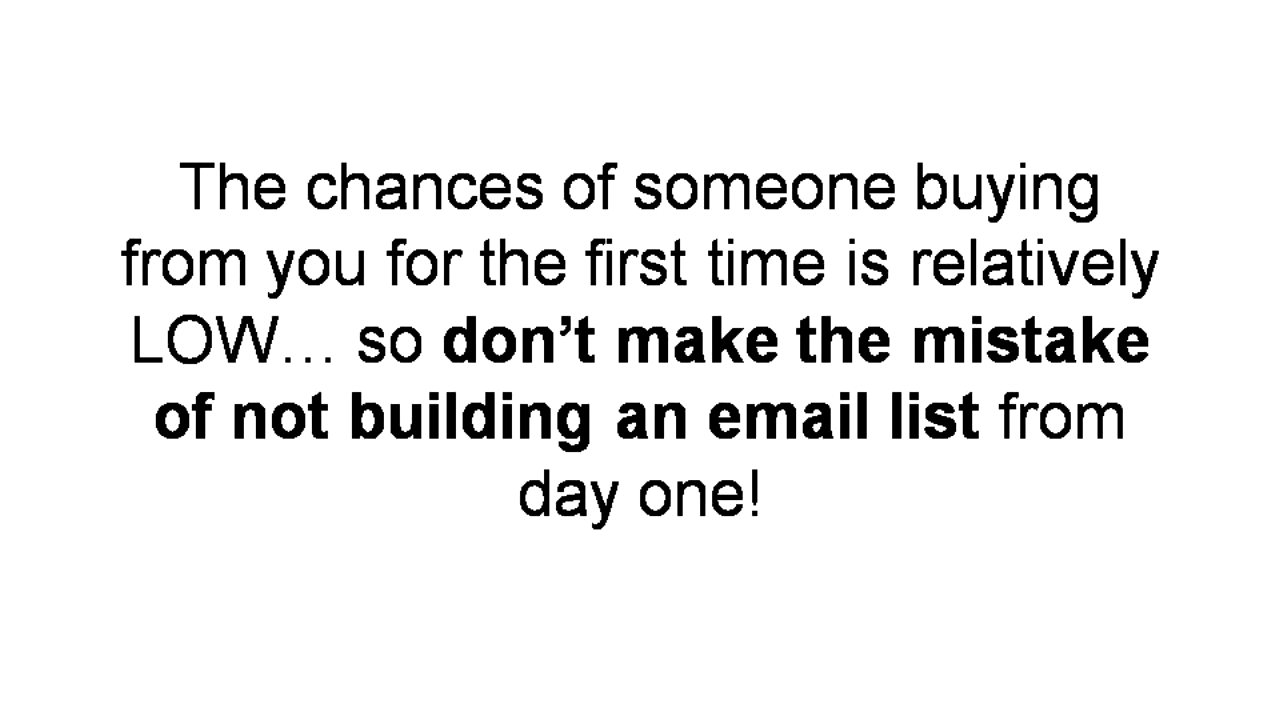 The chances of someone buying
from you for the first time is relatively
LOW… so don’t make the mistake
of not building an email list from
day one!